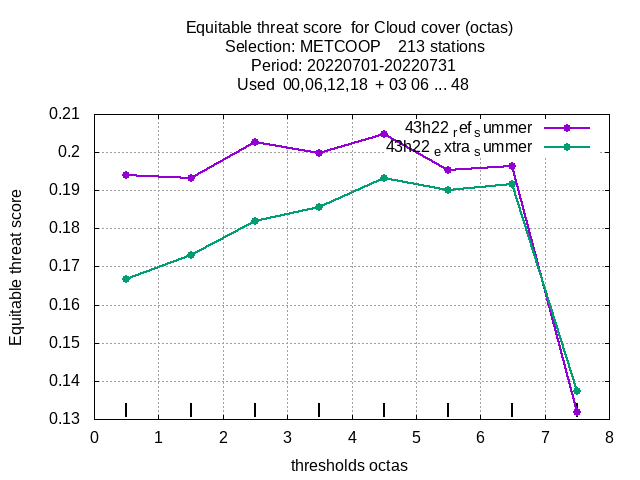 Equitable threat score  for Cloud cover (octas)
Selection: METCOOP    213 stations
Period: 20220701-20220731
Used  00,06,12,18  + 03 06 ... 48
0.21
0.2
0.19
0.18
0.17
0.16
0.15
0.14
0.13
Equitable threat score
43h22 ref summer
43h22 extra summer
0 1 2 3 4 5 6 7 8
thresholds octas